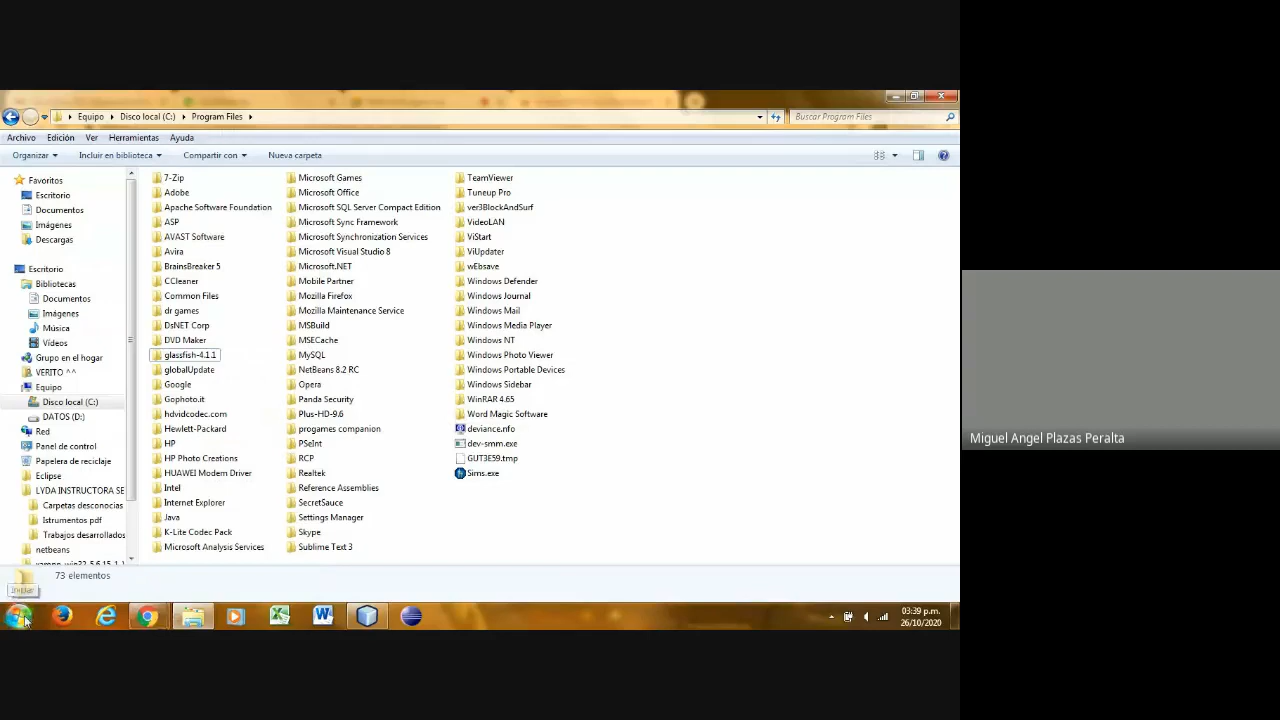 Equipo ▸ Disco local (C:) ▸ Program Files ▸
Buscar Program Files
Archivo Edición Ver Herramientas Ayuda
Organizar Incluir en biblioteca Compartir con Nueva carpeta
Favoritos
Escritorio
Documentos
Imágenes
Descargas
Escritorio
Bibliotecas
Documentos
Imágenes
Música
Vídeos
Grupo en el hogar
VERITO ^^
Equipo
Disco local (C:)
DATOS (D:)
Red
Panel de control
Papelera de reciclaje
Eclipse
LYDA INSTRUCTORA SE
Carpetas desconocias
Istrumentos pdf
Trabajos desarrollados
netbeans
7-Zip
Adobe
Apache Software Foundation
ASP
AVAST Software
Avira
BrainsBreaker 5
CCleaner
Common Files
dr games
DsNET Corp
DVD Maker
glassfish-4.1.1
globalUpdate
Google
Gophoto.it
hdvidcodec.com
Hewlett-Packard
HP
HP Photo Creations
HUAWEI Modem Driver
Intel
Internet Explorer
Java
K-Lite Codec Pack
Microsoft Analysis Services
Microsoft Games
Microsoft Office
Microsoft SQL Server Compact Edition
Microsoft Sync Framework
Microsoft Synchronization Services
Microsoft Visual Studio 8
Microsoft.NET
Mobile Partner
Mozilla Firefox
Mozilla Maintenance Service
MSBuild
MSECache
MySQL
NetBeans 8.2 RC
Opera
Panda Security
Plus-HD-9.6
progames companion
PSeInt
RCP
Realtek
Reference Assemblies
SecretSauce
Settings Manager
Skype
Sublime Text 3
TeamViewer
Tuneup Pro
ver3BlockAndSurf
VideoLAN
ViStart
ViUpdater
wEbsave
Windows Defender
Windows Journal
Windows Mail
Windows Media Player
Windows NT
Windows Photo Viewer
Windows Portable Devices
Windows Sidebar
WinRAR 4.65
Word Magic Software
deviance.nfo
dev-smm.exe
GUT3E59.tmp
Sims.exe
73 elementos
Iniciar
03:39 p.m.
26/10/2020
Miguel Angel Plazas Peralta